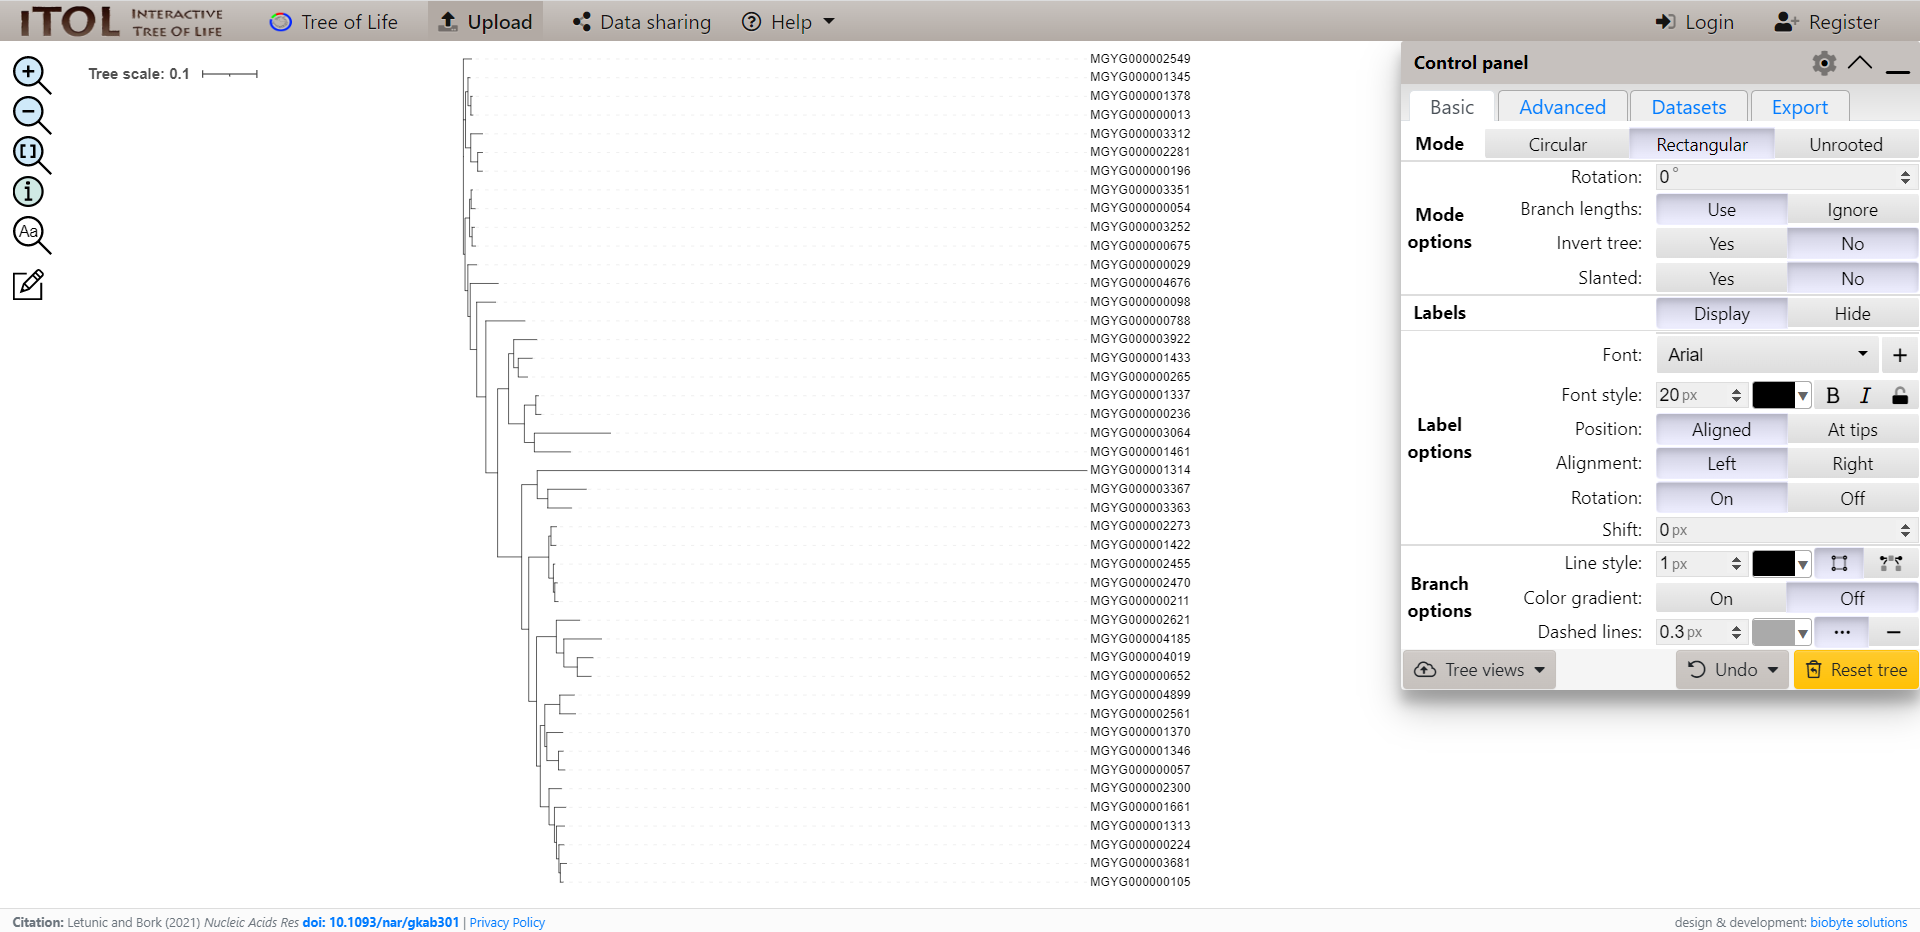 iTOL INTERACTIVE TREE OF LIFE
Tree of Life
Upload
Data sharing
Help
Login
Register
Tree scale: 0.1
Aa
MGYG000002549
MGYG000001345
MGYG000001378
MGYG000000013
MGYG000003312
MGYG000002281
MGYG000000196
MGYG000003351
MGYG000000054
MGYG000003252
MGYG000000675
MGYG000000029
MGYG000004676
MGYG000000098
MGYG000000788
MGYG000003922
MGYG000001433
MGYG000000265
MGYG000001337
MGYG000000236
MGYG000003064
MGYG000001461
MGYG000001314
MGYG000003367
MGYG000003363
MGYG000002273
MGYG000001422
MGYG000002455
MGYG000002470
MGYG000000211
MGYG000002621
MGYG000004185
MGYG000004019
MGYG000000652
MGYG000004899
MGYG000002561
MGYG000001370
MGYG000001346
MGYG000000057
MGYG000002300
MGYG000001661
MGYG000001313
MGYG000000224
MGYG000003681
MGYG000000105
Control panel
Basic Advanced Datasets Export
Mode Circular Rectangular Unrooted
Mode options
Rotation: 0°
Branch lengths: Use Ignore
Invert tree: Yes No
Slanted: Yes No
Labels Display Hide
Label options
Font: Arial +
Font style: 20 px B I
Position: Aligned At tips
Alignment: Left Right
Rotation: On Off
Shift: 0 px
Branch options
Line style: 1 px
Color gradient: On Off
Dashed lines: 0.3 px
Tree views Undo Reset tree
Citation: Letunic and Bork (2021) Nucleic Acids Res doi: 10.1093/nar/gkab301 | Privacy Policy
design & development: biobyte solutions